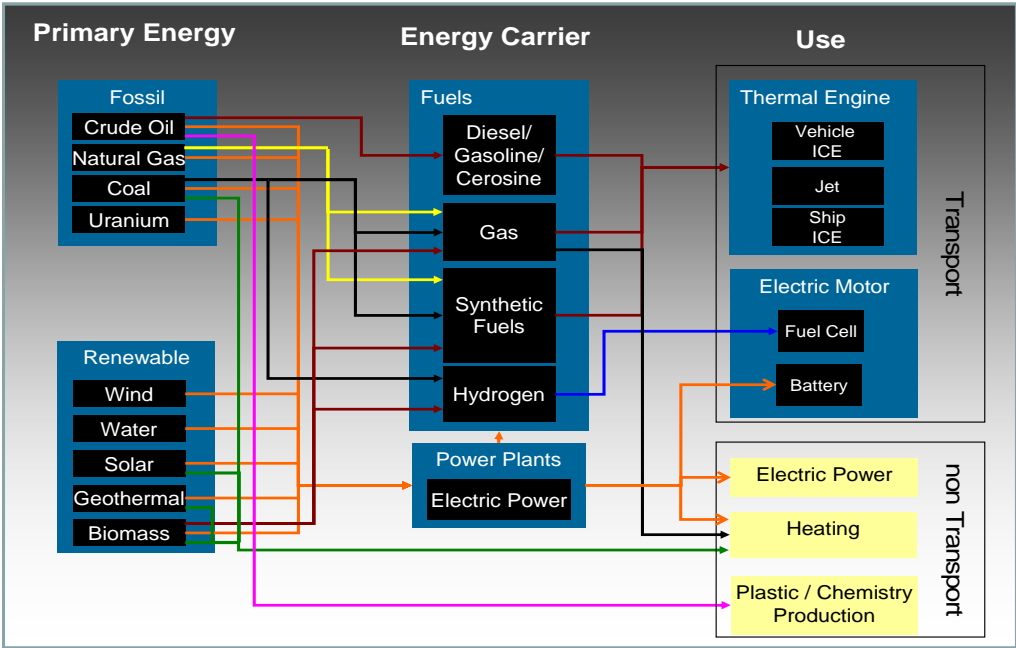 Primary Energy
Energy Carrier
Use
Fossil
Crude Oil
Natural Gas
Coal
Uranium
Renewable
Wind
Water
Solar
Geothermal
Biomass
Fuels
Diesel/
Gasoline/
Cerosine
Gas
Synthetic
Fuels
Hydrogen
Power Plants
Electric Power
Thermal Engine
Vehicle
ICE
Jet
Ship
ICE
Electric Motor
Fuel Cell
Battery
Transport
Electric Power
Heating
Plastic / Chemistry
Production
non Transport